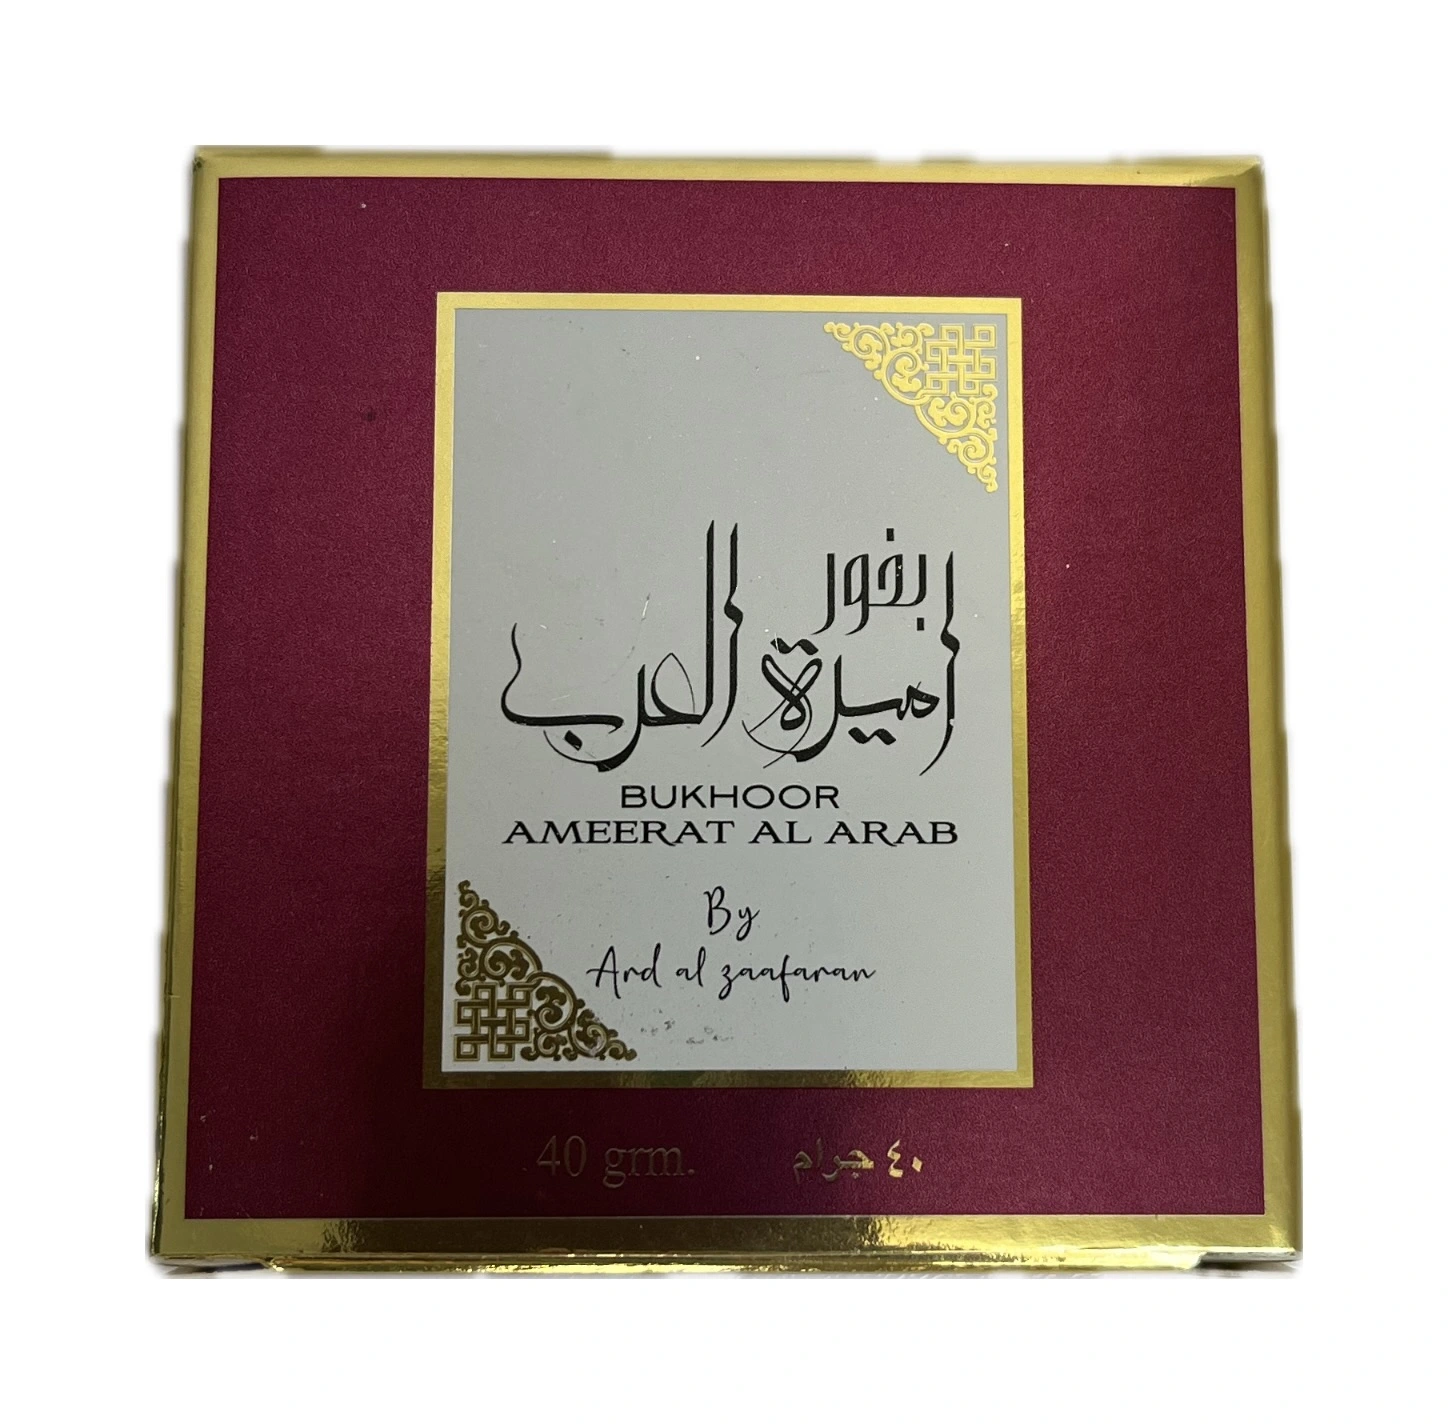 بخور
اميرة العرب
BUKHOOR
AMEERAT AL ARAB
By
Ard al zaafaran
40 grm. ٤٠ جرام